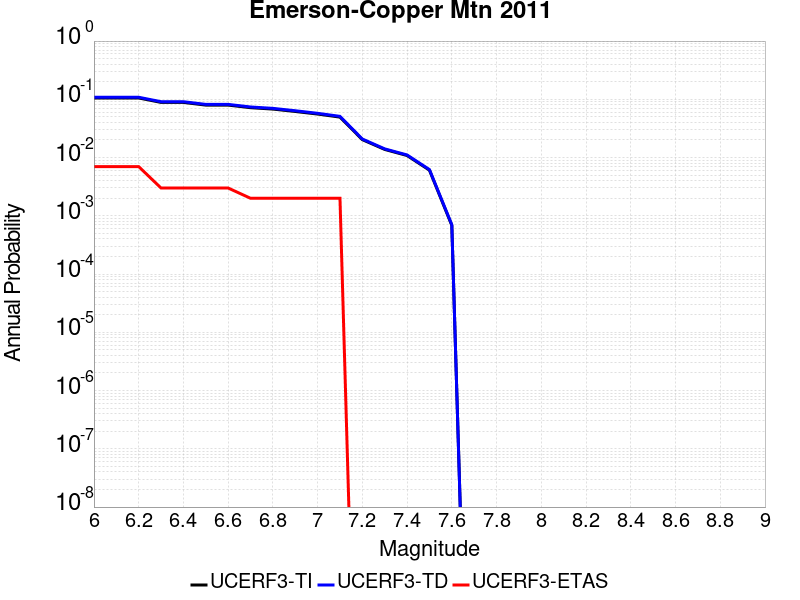 Emerson-Copper Mtn 2011
10^0
10^-1
10^-2
10^-3
10^-4
10^-5
10^-6
10^-7
10^-8
Annual Probability
6 6.2 6.4 6.6 6.8 7 7.2 7.4 7.6 7.8 8 8.2 8.4 8.6 8.8 9
Magnitude
UCERF3-TI UCERF3-TD UCERF3-ETAS